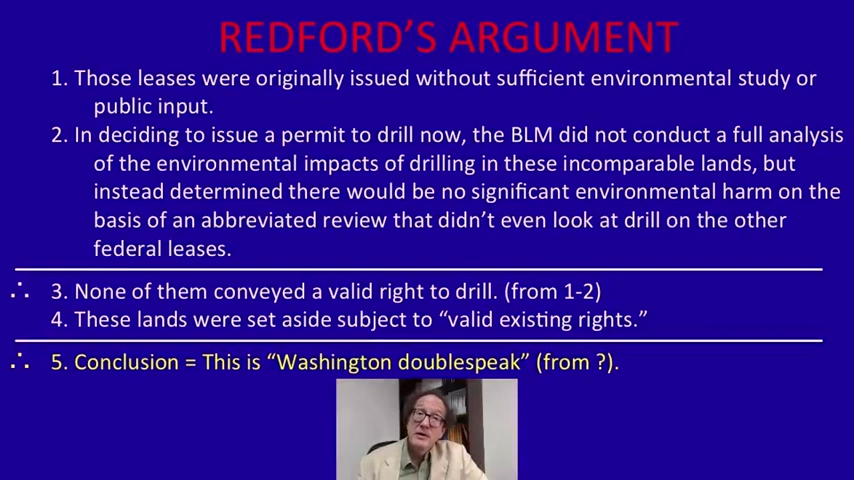 REDFORD'S ARGUMENT
1. Those leases were originally issued without sufficient environmental study or
public input.
2. In deciding to issue a permit to drill now, the BLM did not conduct a full analysis
of the environmental impacts of drilling in these incomparable lands, but
instead determined there would be no significant environmental harm on the
basis of an abbreviated review that didn't even look at drill on the other
federal leases.
∴ 3. None of them conveyed a valid right to drill. (from 1-2)
4. These lands were set aside subject to “valid existing rights.”
∴ 5. Conclusion = This is “Washington doublespeak” (from ?).